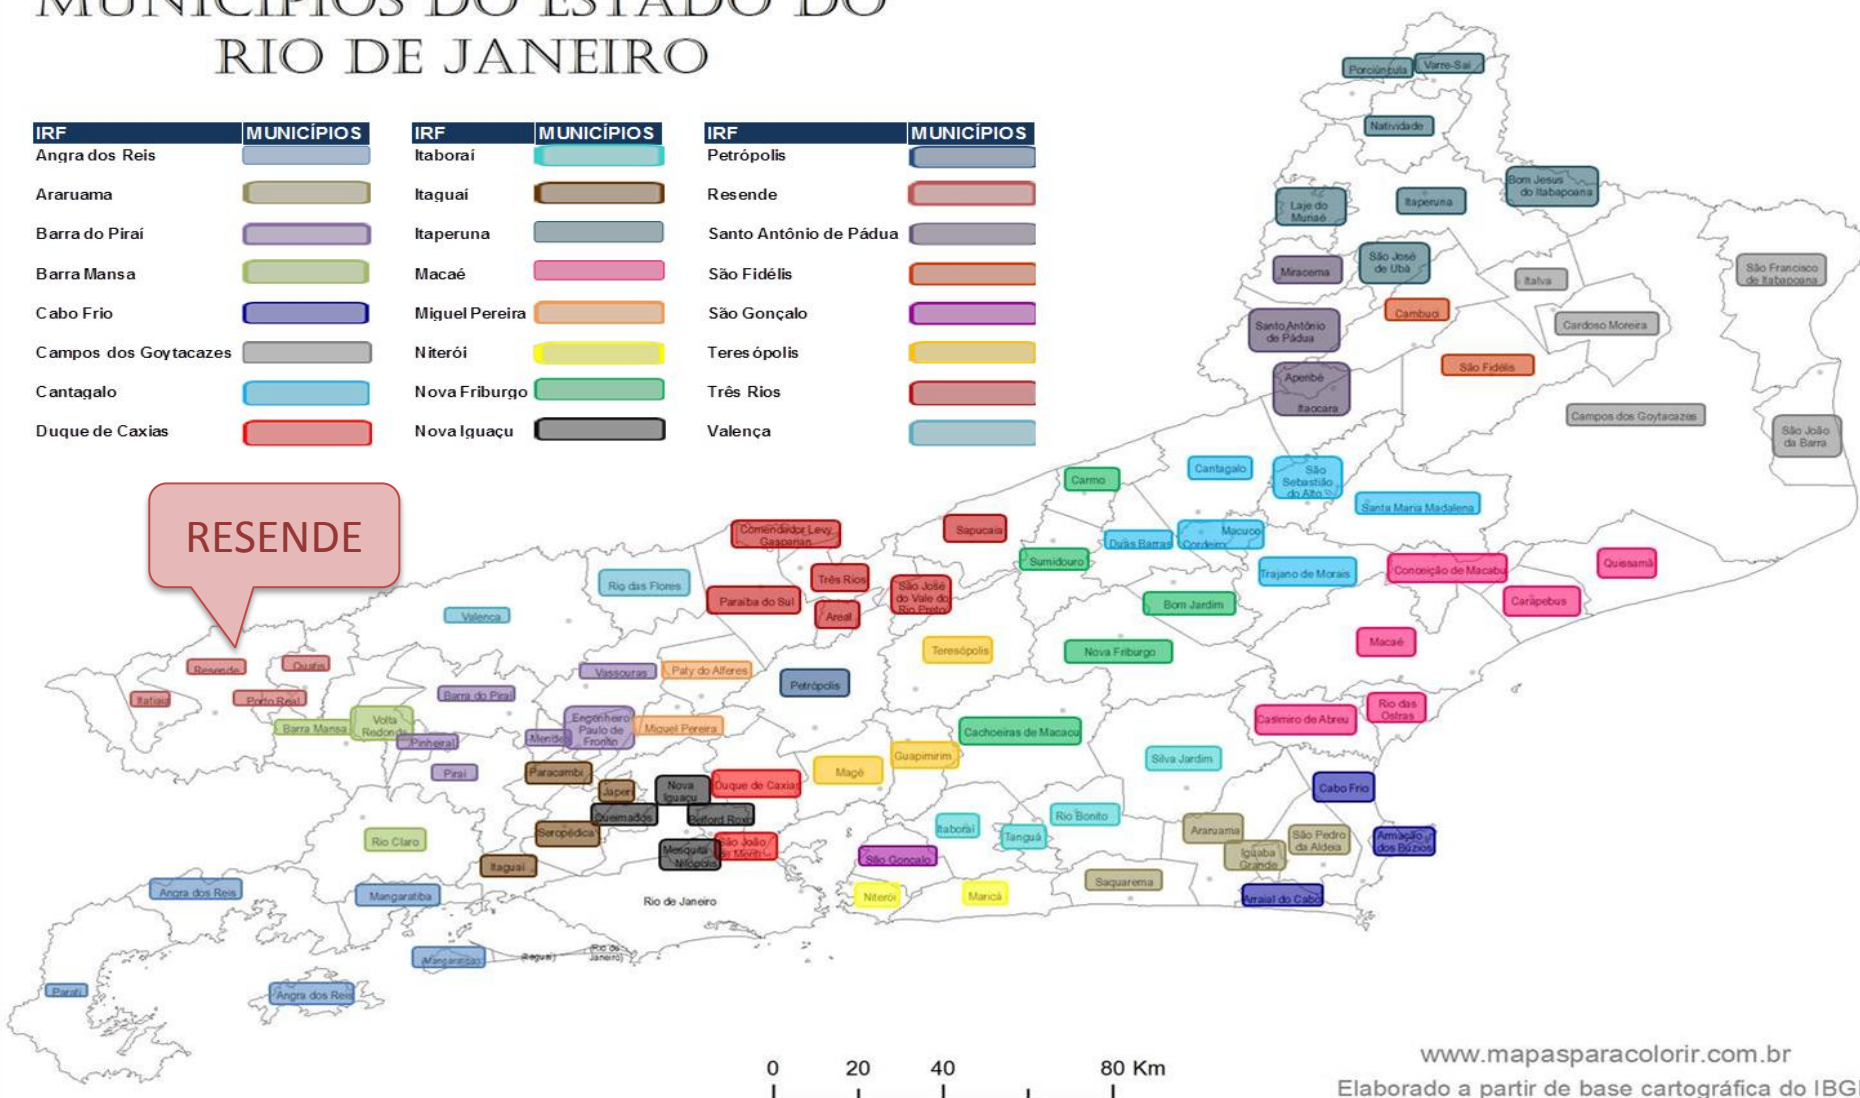 MUNICÍPIOS DO ESTADO DO
RIO DE JANEIRO
IRF MUNICÍPIOS
Angra dos Reis
Araruama
Barra do Piraí
Barra Mansa
Cabo Frio
Campos dos Goytacazes
Cantagalo
Duque de Caxias
IRF MUNICÍPIOS
Itaboraí
Itaguaí
Itaperuna
Macaé
Miguel Pereira
Niterói
Nova Friburgo
Nova Iguaçu
IRF MUNICÍPIOS
Petrópolis
Resende
Santo Antônio de Pádua
São Fidélis
São Gonçalo
Teresópolis
Três Rios
Valença
RESENDE
Porciúncula
Varre-Sai
Natividade
Bom Jesus
do Itabapoana
Laje do
Muriaé
Itaperuna
Miracema
São José
de Ubá
Italva
São Francisco
de Itabapoana
Cambuci
Cardoso Moreira
Santo Antônio
de Pádua
São Fidélis
Aperibé
Itaocara
Campos dos Goytacazes
São João
da Barra
Carmo
Cantagalo
São
Sebastião
do Alto
Santa Maria Madalena
Comendador Levy
Gasparian
Sapucaia
Duas Barras
Cordeiro
Macuco
Sumidouro
Trajano de Morais
Conceição de Macabu
Quissamã
Rio das Flores
Três Rios
São José
do Vale do
Rio Preto
Paraíba do Sul
Areal
Bom Jardim
Carapebus
Valença
Teresópolis
Nova Friburgo
Macaé
Resende
Quatis
Vassouras
Paty do Alferes
Petrópolis
Itatiaia
Porto Real
Barra do Piraí
Rio das
Ostras
Barra Mansa
Volta
Redonda
Pinheiral
Mendes
Engenheiro
Paulo de
Frontin
Miguel Pereira
Cachoeiras de Macacu
Casimiro de Abreu
Piraí
Paracambi
Guapimirim
Magé
Silva Jardim
Japeri
Nova
Iguaçu
Duque de Caxias
Cabo Frio
Queimados
Belford Roxo
Rio Claro
Seropédica
Mesquita
Nilópolis
São João
de Meriti
São Gonçalo
Itaboraí
Tanguá
Rio Bonito
Araruama
Iguaba
Grande
São Pedro
da Aldeia
Armação
dos Búzios
Itaguaí
Angra dos Reis
Mangaratiba
Rio de Janeiro
Niterói
Maricá
Saquarema
Arraial do Cabo
Mangaratiba
(Itaguaí)
(Rio de
Janeiro)
Parati
Angra dos Reis
0 20 40 80 Km
www.mapasparacolorir.com.br
Elaborado a partir de base cartográfica do IBGE